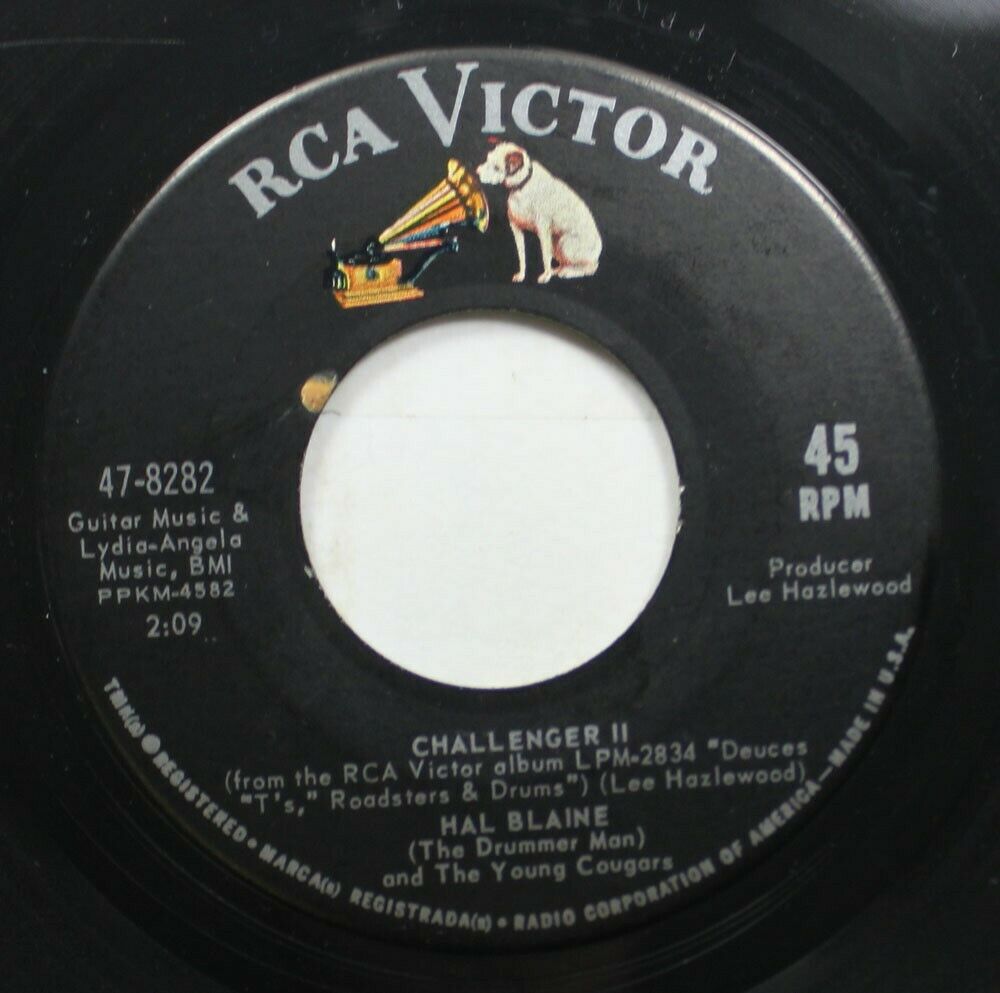 RCA VICTOR
47-8282
Guitar Music &
Lydia-Angela
Music, BMI
PPKM-4582
2:09
45
RPM
Producer
Lee Hazlewood
CHALLENGER II
(from the RCA Victor album LPM-2834 "Deuces
"T's," Roadsters & Drums") (Lee Hazlewood)
HAL BLAINE
(The Drummer Man)
and The Young Cougars
TMK(s) ® REGISTERED • MARCA(s) REGISTRADA(s) • RADIO CORPORATION OF AMERICA—MADE IN U.S.A.